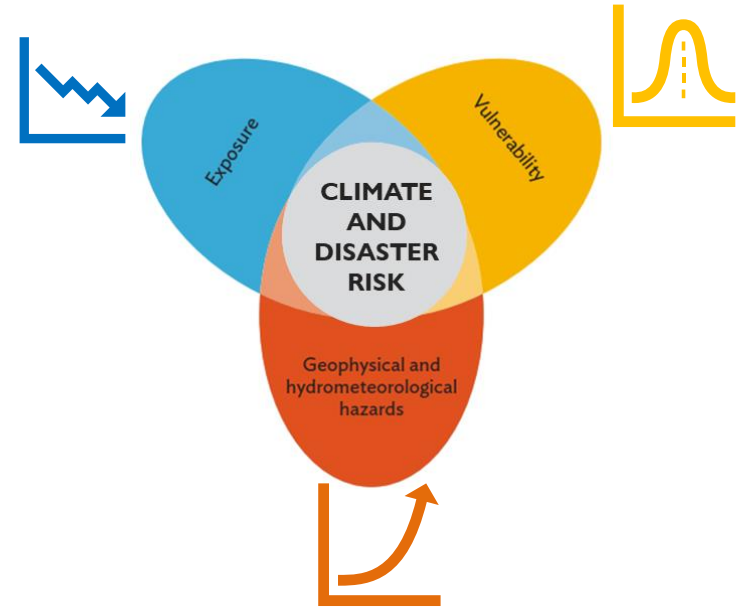 Exposure
Vulnerability
CLIMATE
AND
DISASTER
RISK
Geophysical and
hydrometeorological
hazards